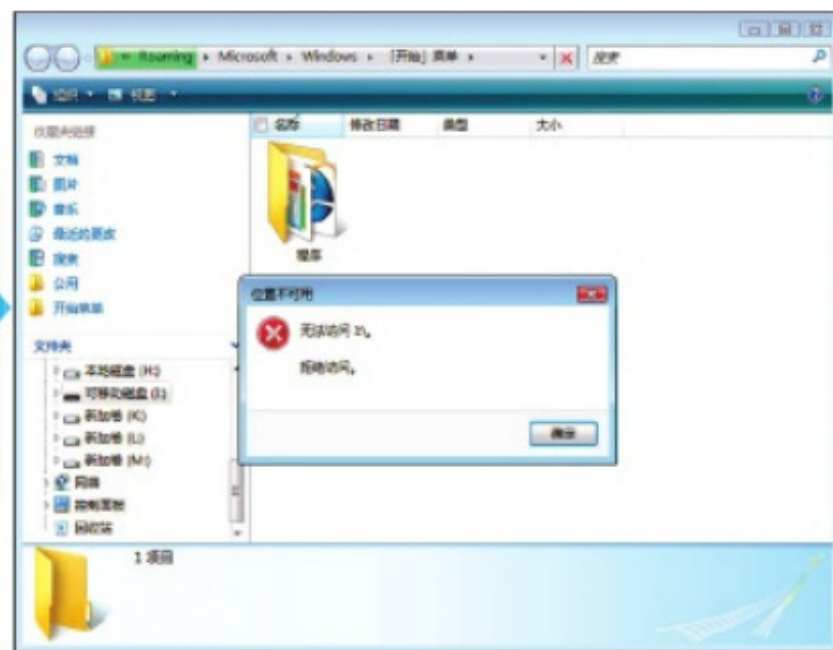 Roaming ▸ Microsoft ▸ Windows ▸ [开始] 菜单 ▸
搜索
组织 视图
收藏夹链接
名称 修改日期 类型 大小
文档
图片
音乐
最近的更改
搜索
公用
开始菜单
程序
位置不可用
无法访问 I:\。
拒绝访问。
确定
文件夹
本地磁盘 (H:)
可移动磁盘 (I:)
新加卷 (K:)
新加卷 (L:)
新加卷 (M:)
网络
控制面板
回收站
1 项目